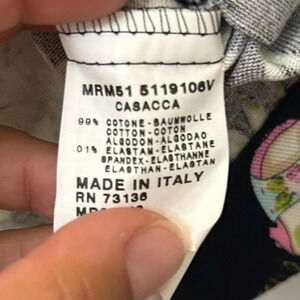 MRM51 5119106V
CASACCA
99% COTONE-BAUMWOLLE
COTTON-COTON
ALGODON-ALGODAO
01% ELASTAM-ELASTANE
SPANDEX-ELASTHANNE
ELASTHAN-ELASTAN
MADE IN ITALY
RN 73136